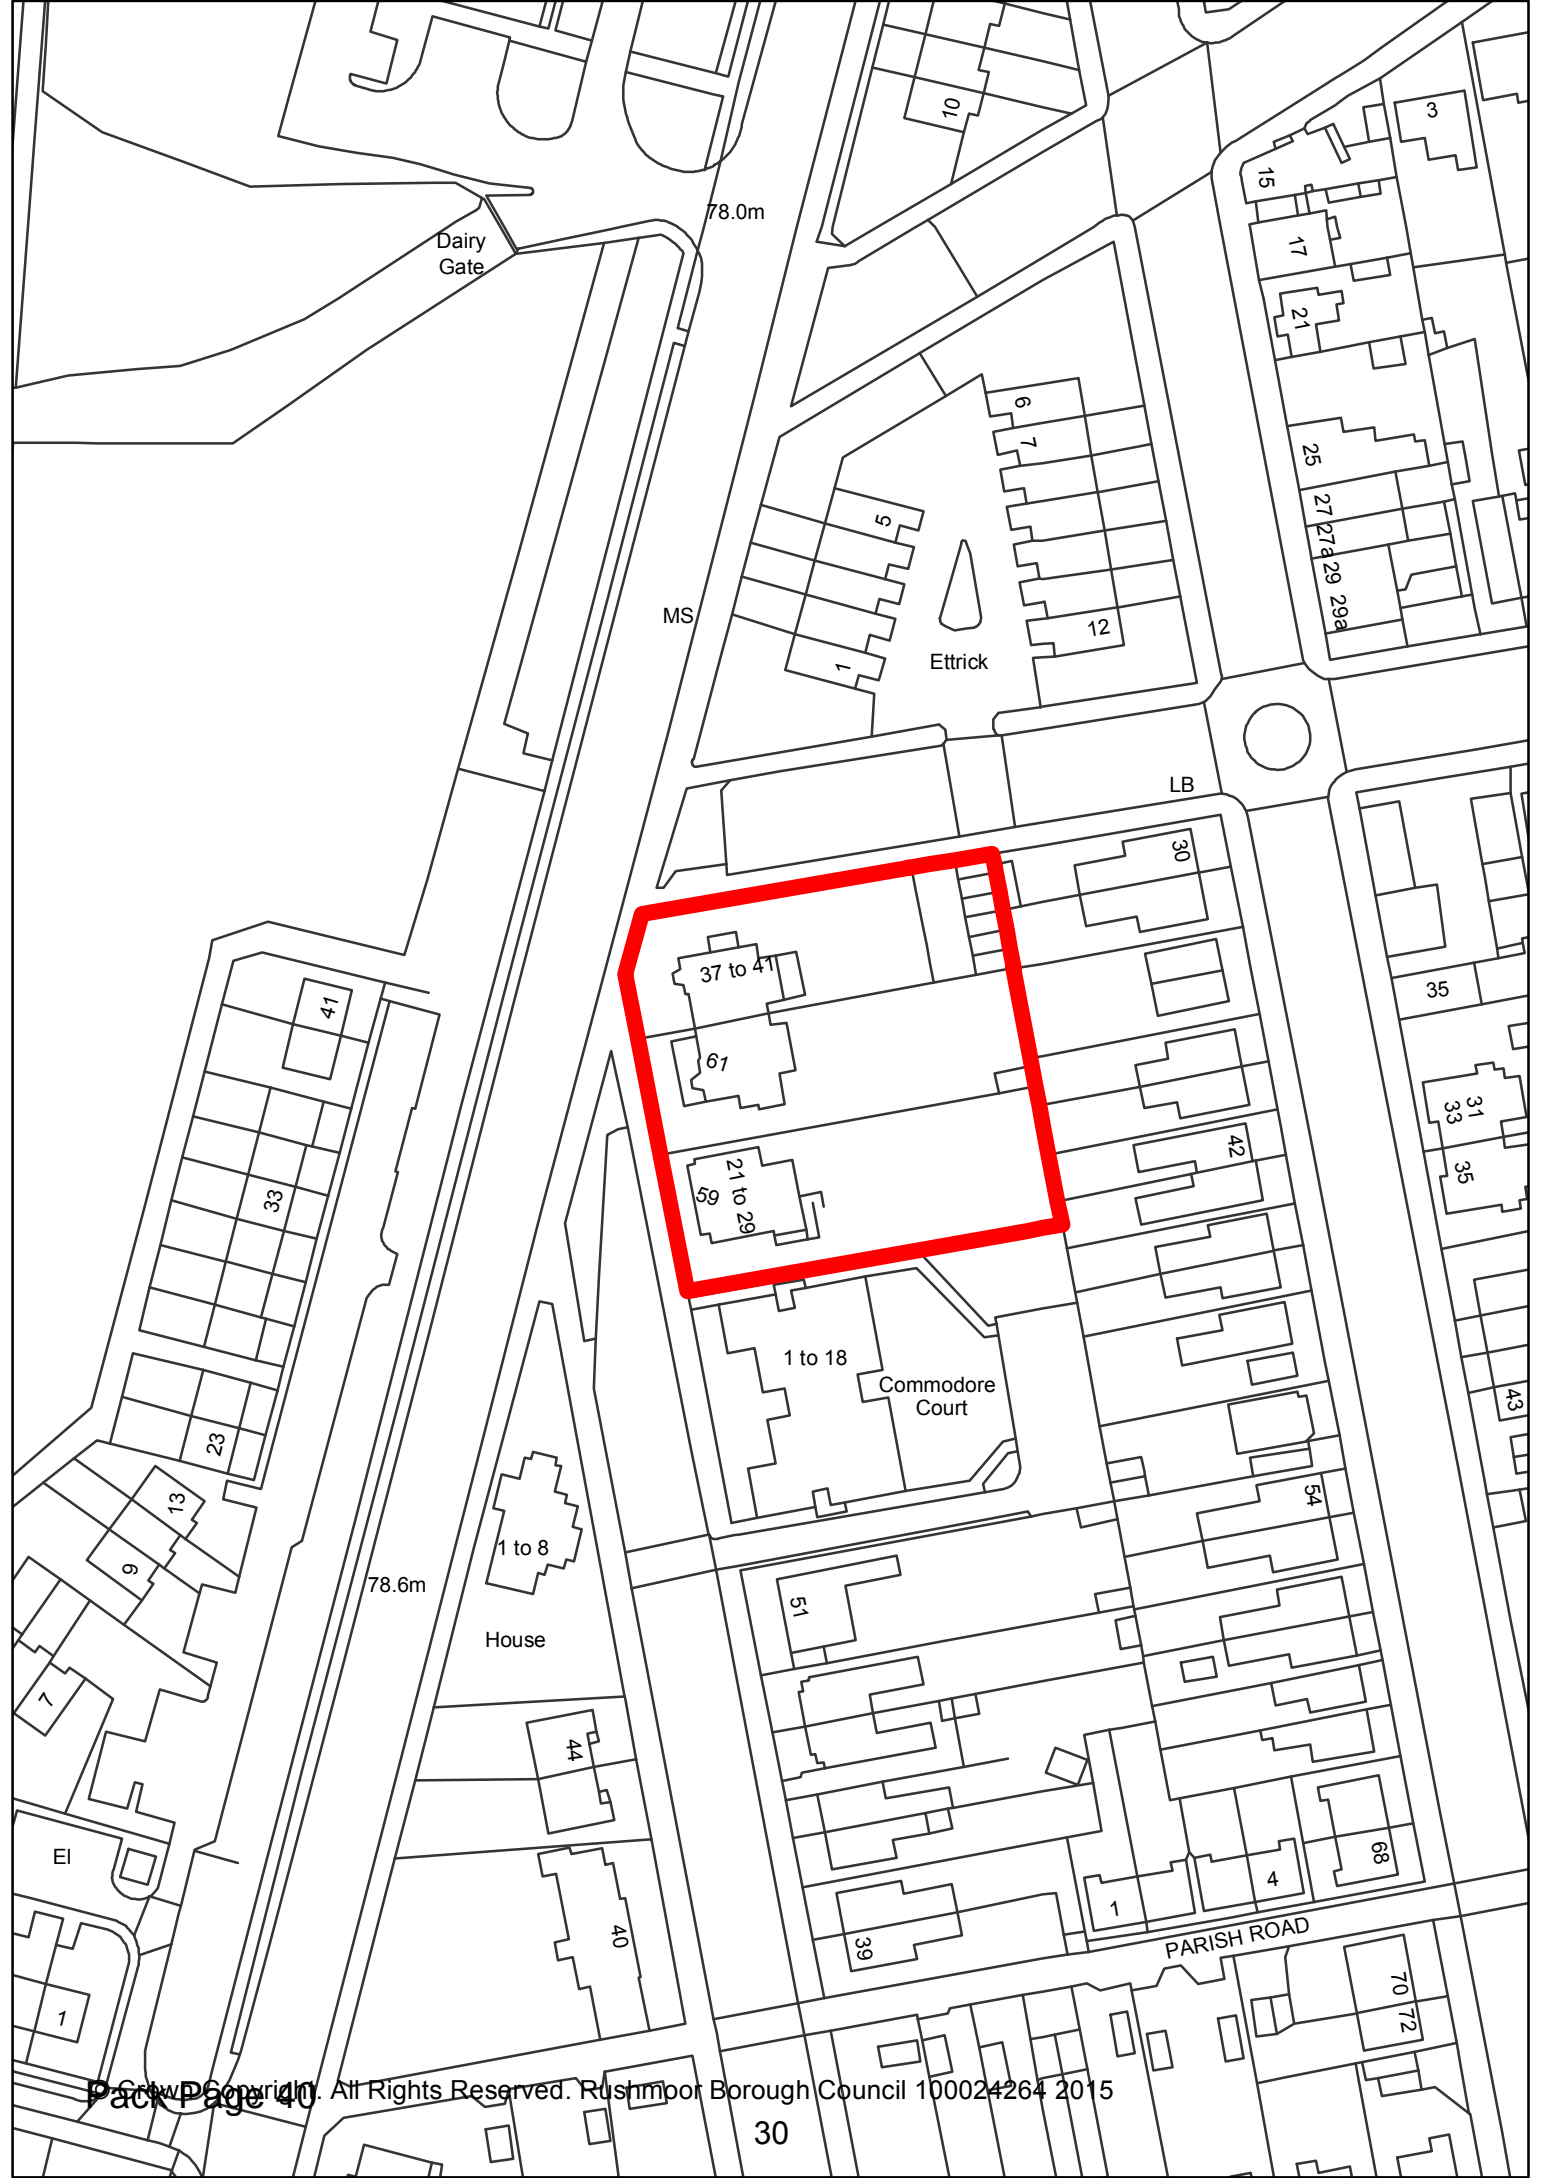 10
3
15
78.0m
Dairy
Gate
17
21
6
7
25
5
27
27a
29
29a
MS
12
1
Ettrick
LB
30
37 to 41
35
41
61
31
33
42
35
59
21 to 29
33
1 to 18
Commodore
Court
43
23
13
54
9
1 to 8
78.6m
51
House
7
44
El
68
4
1
40
39
PARISH ROAD
70
72
1
© Crown Copyright. All Rights Reserved. Rushmoor Borough Council 100024264 2015
Pack Page 40
30